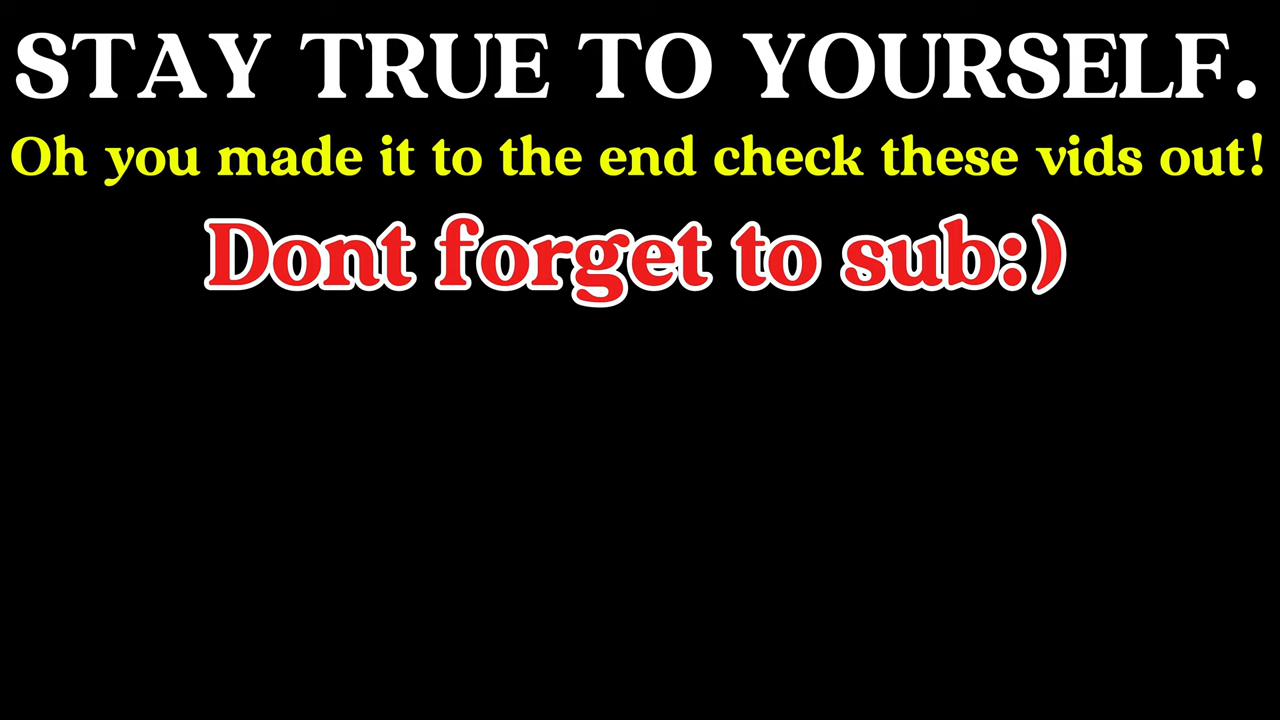 STAY TRUE TO YOURSELF.
Oh you made it to the end check these vids out!
Dont forget to sub:)